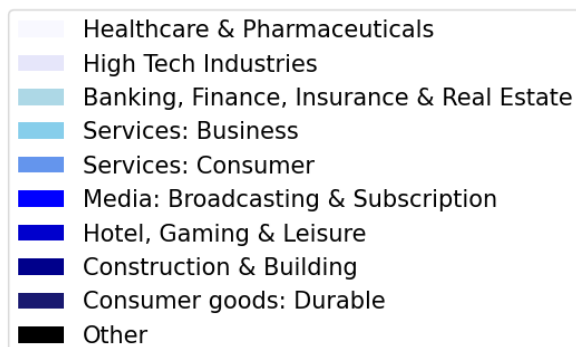 Healthcare & Pharmaceuticals
High Tech Industries
Banking, Finance, Insurance & Real Estate
Services: Business
Services: Consumer
Media: Broadcasting & Subscription
Hotel, Gaming & Leisure
Construction & Building
Consumer goods: Durable
Other